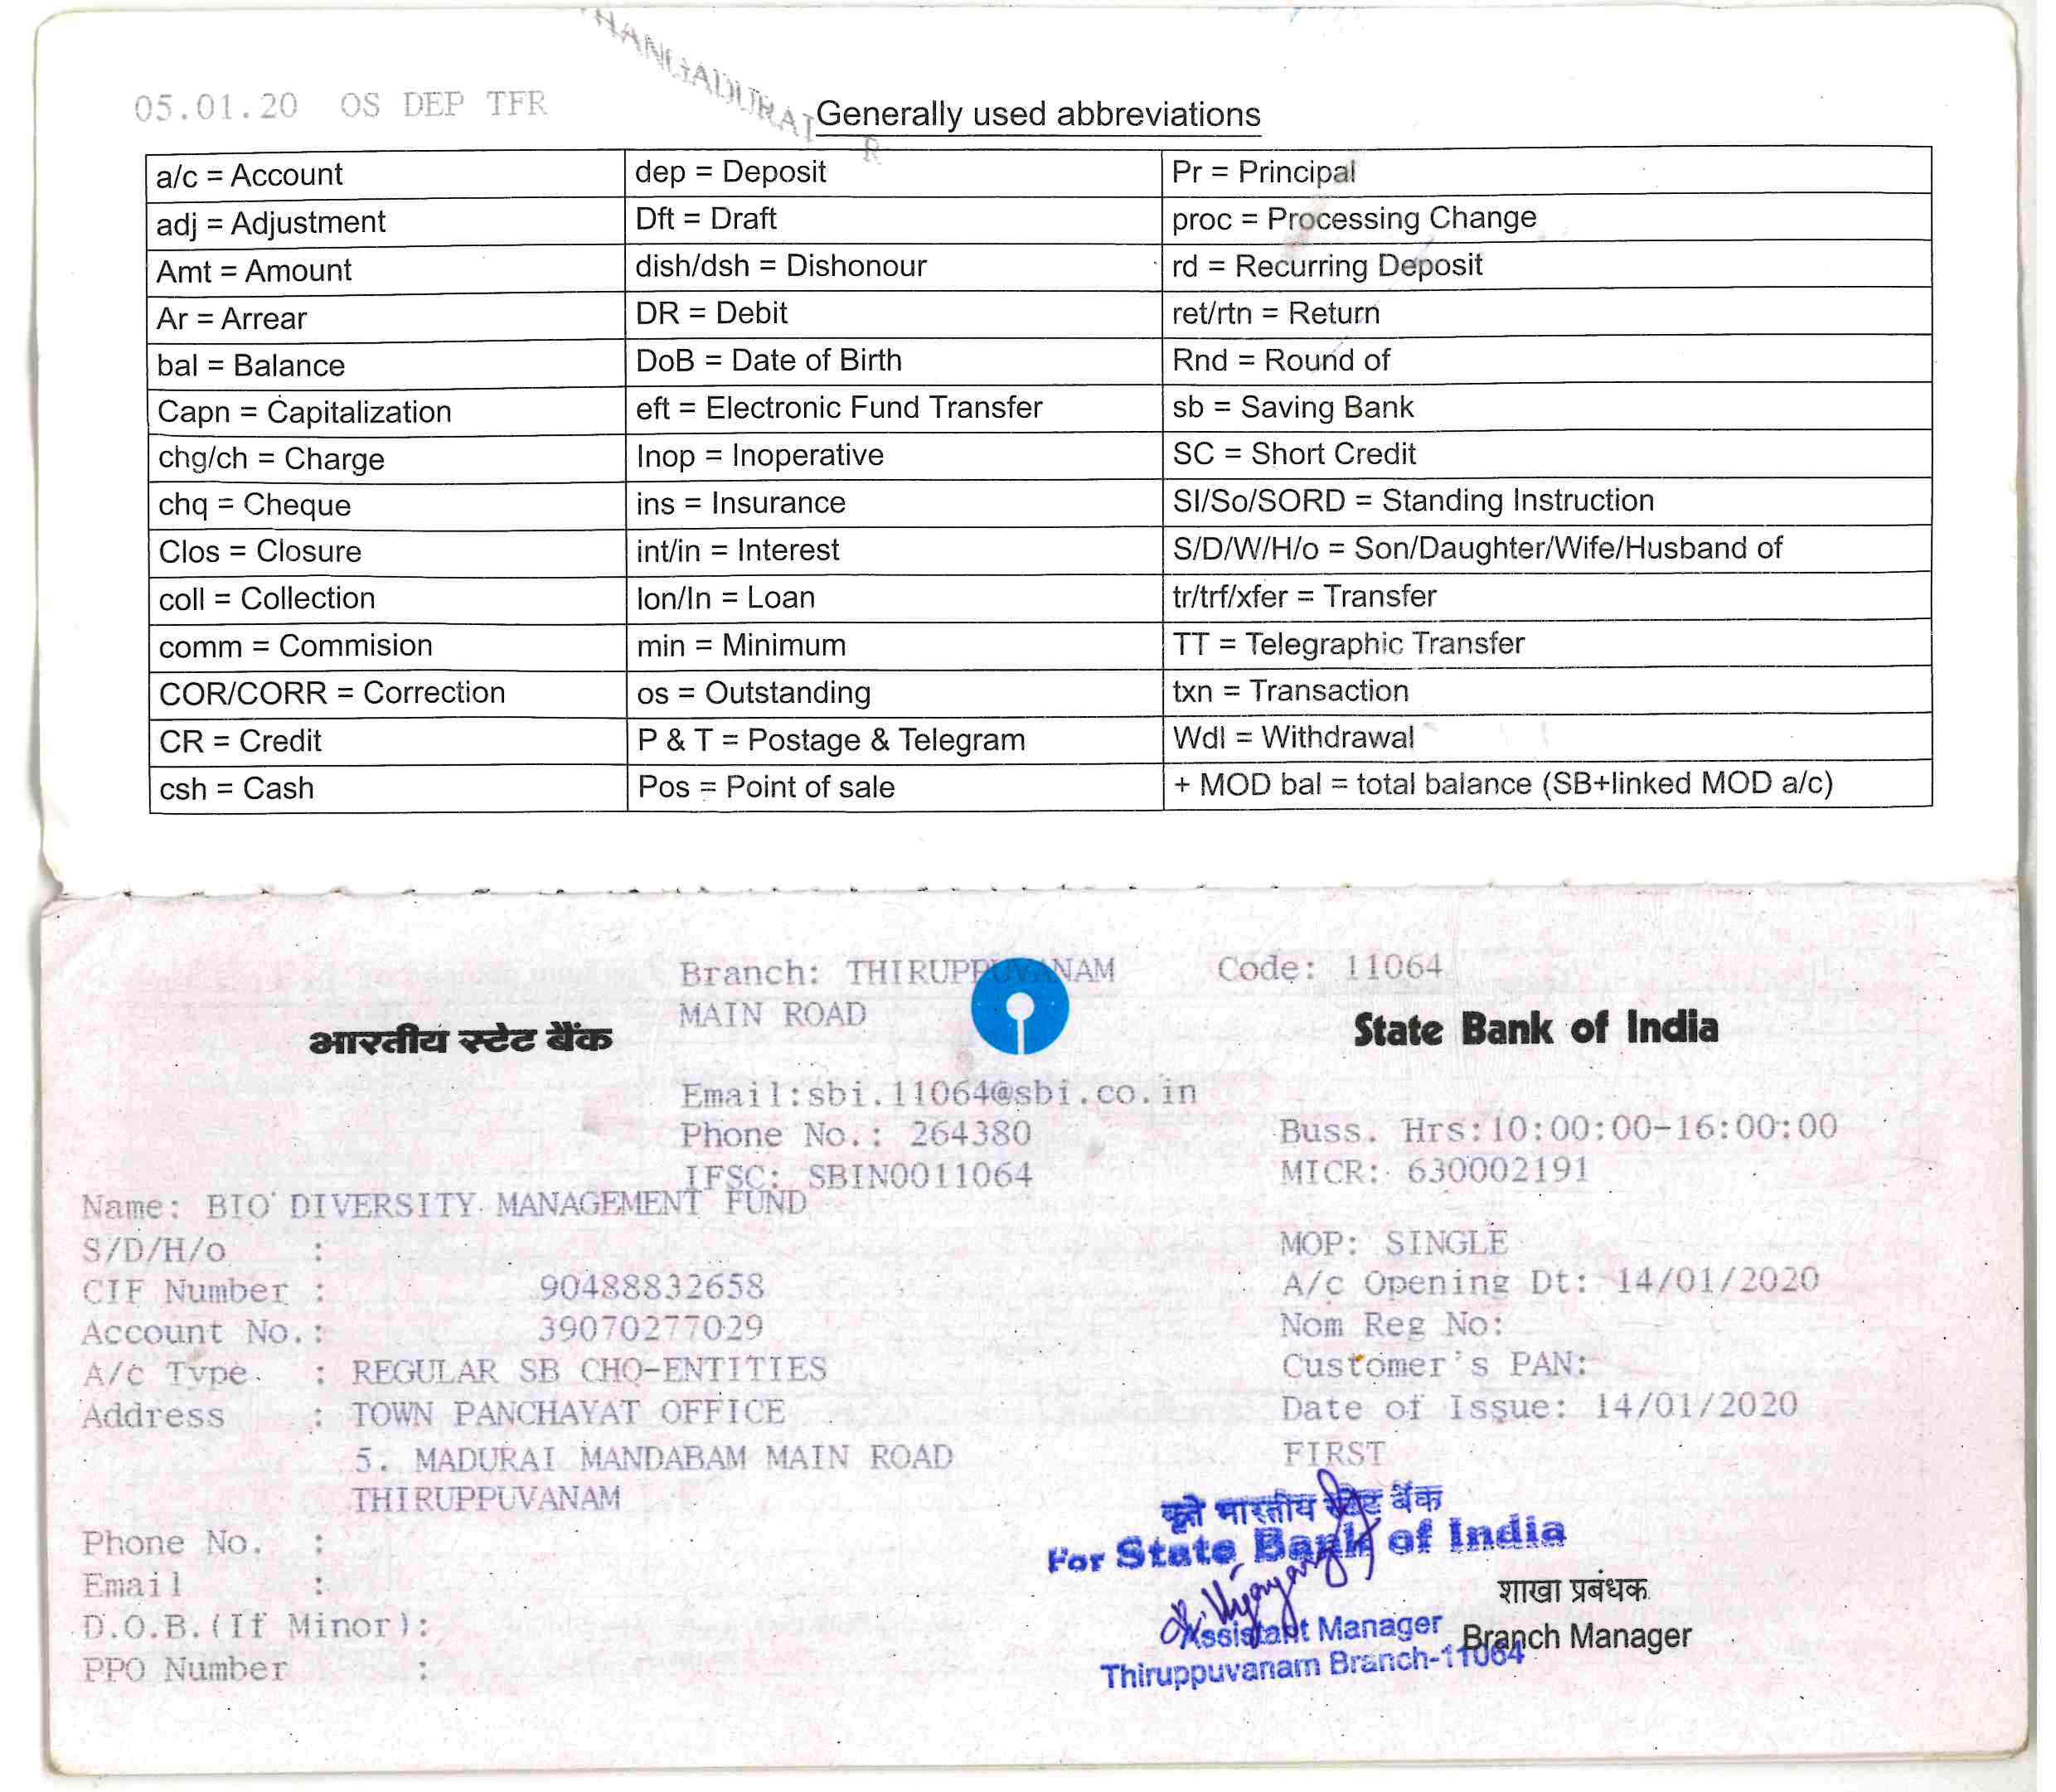 HANGADURAI
R
05.01.20 OS DEP TFR
Generally used abbreviations
a/c = Account dep = Deposit Pr = Principal
adj = Adjustment Dft = Draft proc = Processing Change
Amt = Amount dish/dsh = Dishonour rd = Recurring Deposit
Ar = Arrear DR = Debit ret/rtn = Return
bal = Balance DoB = Date of Birth Rnd = Round of
Capn = Capitalization eft = Electronic Fund Transfer sb = Saving Bank
chg/ch = Charge Inop = Inoperative SC = Short Credit
chq = Cheque ins = Insurance SI/So/SORD = Standing Instruction
Clos = Closure int/in = Interest S/D/W/H/o = Son/Daughter/Wife/Husband of
coll = Collection lon/ln = Loan tr/trf/xfer = Transfer
comm = Commision min = Minimum TT = Telegraphic Transfer
COR/CORR = Correction os = Outstanding txn = Transaction
CR = Credit P & T = Postage & Telegram Wdl = Withdrawal
csh = Cash Pos = Point of sale + MOD bal = total balance (SB+linked MOD a/c)
Branch: THIRUPPUVANAM Code: 11064
MAIN ROAD
भारतीय स्टेट बैंक State Bank of India
Email:sbi.11064@sbi.co.in
Phone No.: 264380 Buss. Hrs:10:00:00-16:00:00
IFSC: SBIN0011064 MICR: 630002191
Name: BIO DIVERSITY MANAGEMENT FUND
S/D/H/o : MOP: SINGLE
CIF Number : 90488832658 A/c Opening Dt: 14/01/2020
Account No.: 39070277029 Nom Reg No:
A/c Type : REGULAR SB CHQ-ENTITIES Customer's PAN:
Address : TOWN PANCHAYAT OFFICE Date of Issue: 14/01/2020
5. MADURAI MANDABAM MAIN ROAD FIRST
THIRUPPUVANAM
कृते भारतीय स्टेट बैंक
Phone No. : For State Bank of India
Email : शाखा प्रबंधक
D.O.B.(If Minor): Assistant Manager Branch Manager
PPO Number : Thiruppuvanam Branch-11064